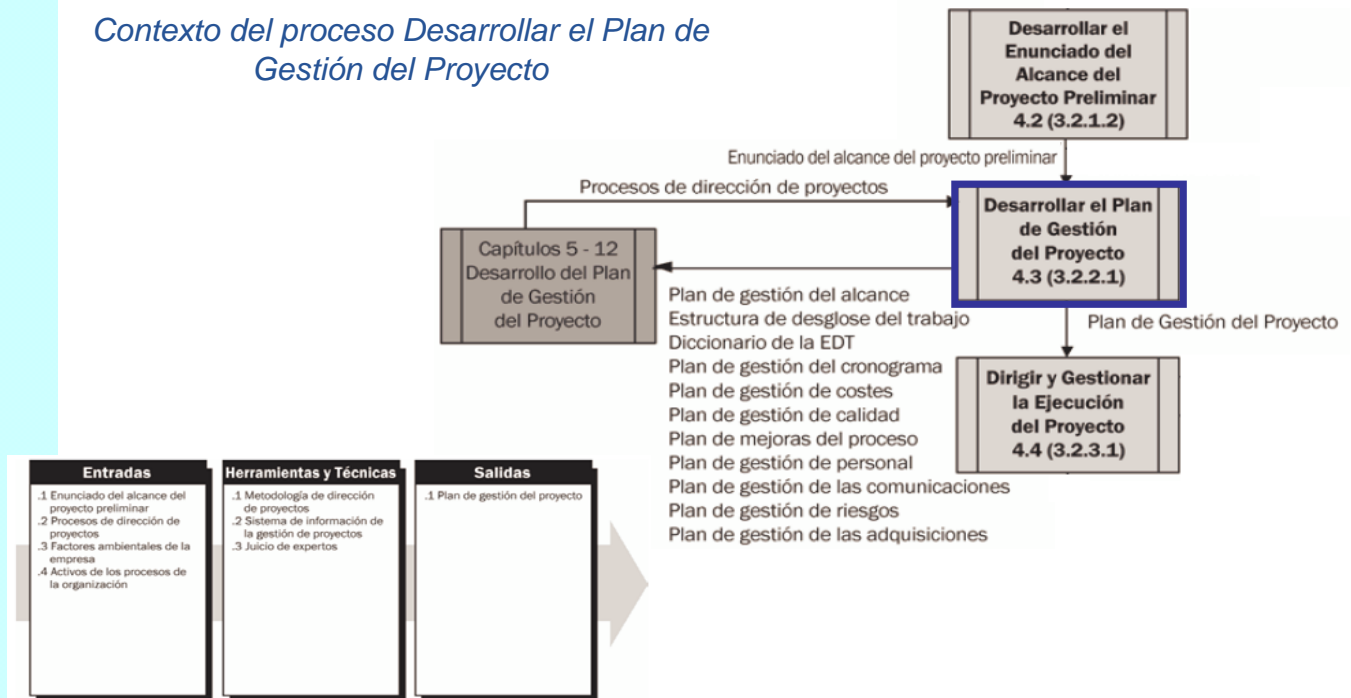 Contexto del proceso Desarrollar el Plan de
Gestión del Proyecto
Desarrollar el
Enunciado del
Alcance del
Proyecto Preliminar
4.2 (3.2.1.2)
Enunciado del alcance del proyecto preliminar
Procesos de dirección de proyectos
Desarrollar el Plan
de Gestión
del Proyecto
4.3 (3.2.2.1)
Capítulos 5 - 12
Desarrollo del Plan
de Gestión
del Proyecto
Plan de gestión del alcance
Estructura de desglose del trabajo
Diccionario de la EDT
Plan de gestión del cronograma
Plan de gestión de costes
Plan de gestión de calidad
Plan de mejoras del proceso
Plan de gestión de personal
Plan de gestión de las comunicaciones
Plan de gestión de riesgos
Plan de gestión de las adquisiciones
Plan de Gestión del Proyecto
Dirigir y Gestionar
la Ejecución
del Proyecto
4.4 (3.2.3.1)
Entradas
.1 Enunciado del alcance del
proyecto preliminar
.2 Procesos de dirección de
proyectos
.3 Factores ambientales de la
empresa
.4 Activos de los procesos de
la organización
Herramientas y Técnicas
.1 Metodología de dirección
de proyectos
.2 Sistema de información de
la gestión de proyectos
.3 Juicio de expertos
Salidas
.1 Plan de gestión del proyecto